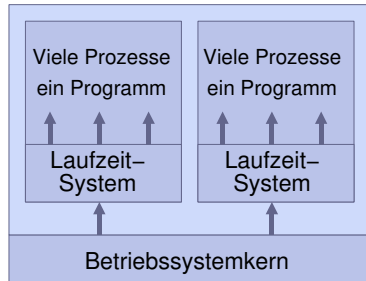 Viele Prozesse
ein Programm
Laufzeit–
System
Viele Prozesse
ein Programm
Laufzeit–
System
Betriebssystemkern